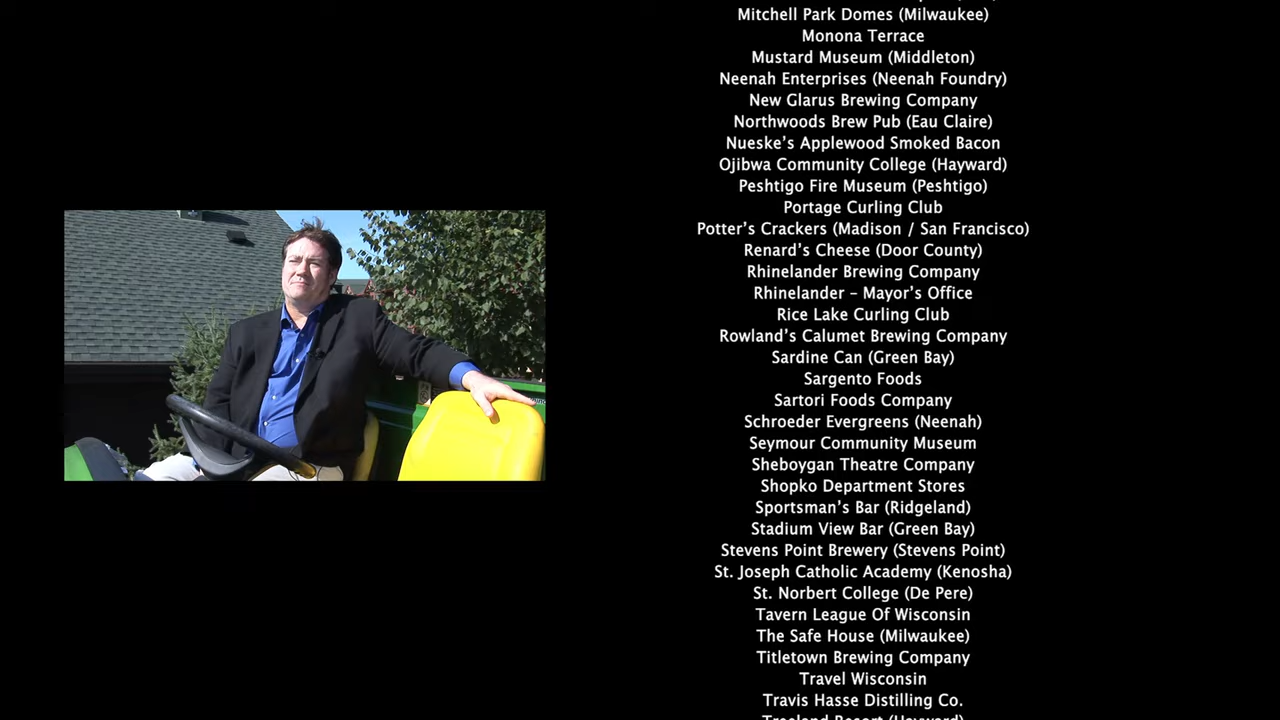 Mitchell Park Domes (Milwaukee)
Monona Terrace
Mustard Museum (Middleton)
Neenah Enterprises (Neenah Foundry)
New Glarus Brewing Company
Northwoods Brew Pub (Eau Claire)
Nueske's Applewood Smoked Bacon
Ojibwa Community College (Hayward)
Peshtigo Fire Museum (Peshtigo)
Portage Curling Club
Potter's Crackers (Madison / San Francisco)
Renard's Cheese (Door County)
Rhinelander Brewing Company
Rhinelander – Mayor's Office
Rice Lake Curling Club
Rowland's Calumet Brewing Company
Sardine Can (Green Bay)
Sargento Foods
Sartori Foods Company
Schroeder Evergreens (Neenah)
Seymour Community Museum
Sheboygan Theatre Company
Shopko Department Stores
Sportsman's Bar (Ridgeland)
Stadium View Bar (Green Bay)
Stevens Point Brewery (Stevens Point)
St. Joseph Catholic Academy (Kenosha)
St. Norbert College (De Pere)
Tavern League Of Wisconsin
The Safe House (Milwaukee)
Titletown Brewing Company
Travel Wisconsin
Travis Hasse Distilling Co.
Treeland Resort (Hayward)